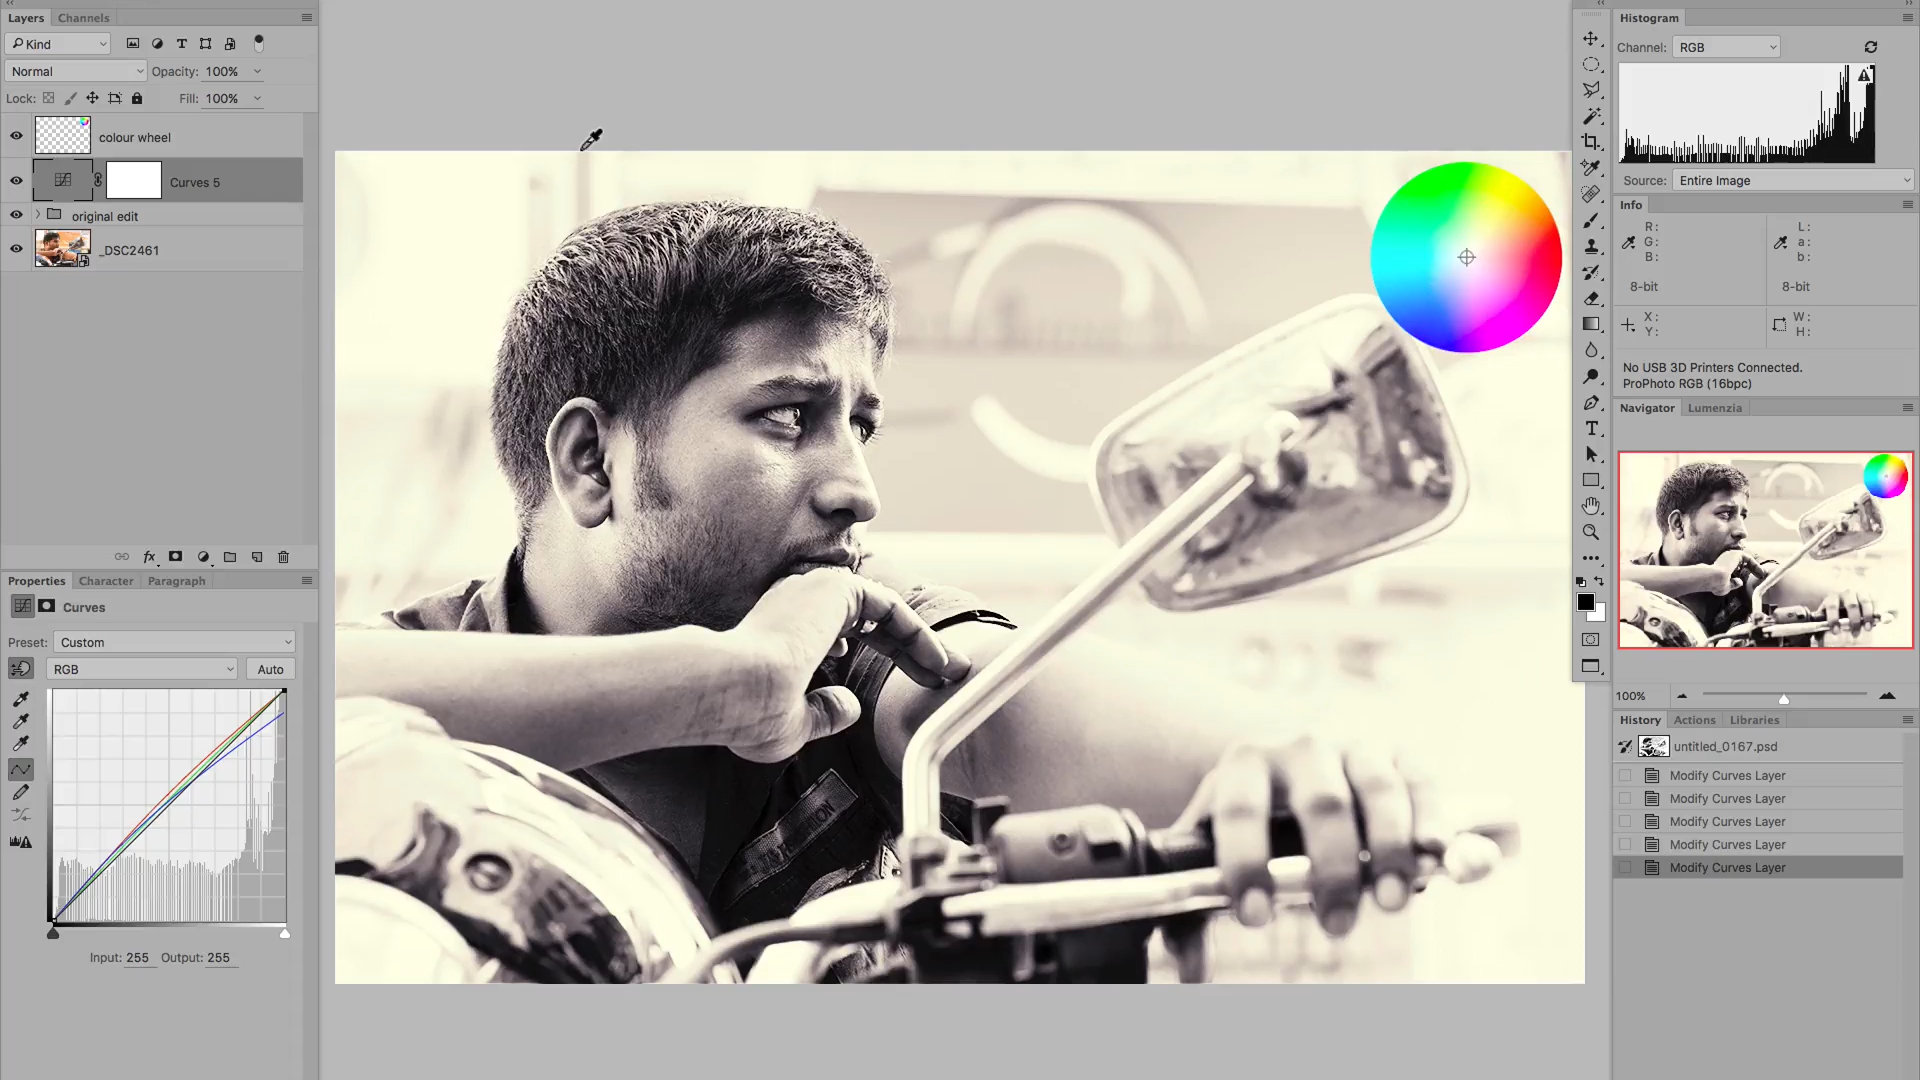 Layers Channels
Kind
Normal Opacity: 100%
Lock: Fill: 100%
colour wheel
Curves 5
original edit
_DSC2461
fx
Properties Character Paragraph
Curves
Preset: Custom
RGB Auto
Input: 255 Output: 255
Histogram
Channel: RGB
Source: Entire Image
Info
R: L:
G: a:
B: b:
8-bit 8-bit
X: W:
Y: H:
No USB 3D Printers Connected.
ProPhoto RGB (16bpc)
Navigator Lumenzia
100%
History Actions Libraries
untitled_0167.psd
Modify Curves Layer
Modify Curves Layer
Modify Curves Layer
Modify Curves Layer
Modify Curves Layer